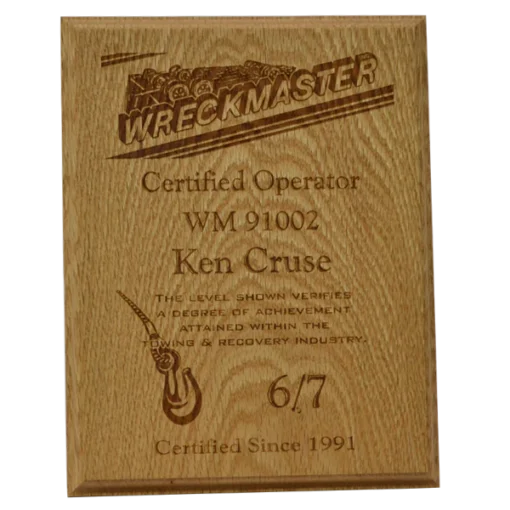 WRECKMASTER
Certified Operator
WM 91002
Ken Cruse
THE LEVEL SHOWN VERIFIES
A DEGREE OF ACHIEVEMENT
ATTAINED WITHIN THE
TOWING & RECOVERY INDUSTRY.
6/7
Certified Since 1991